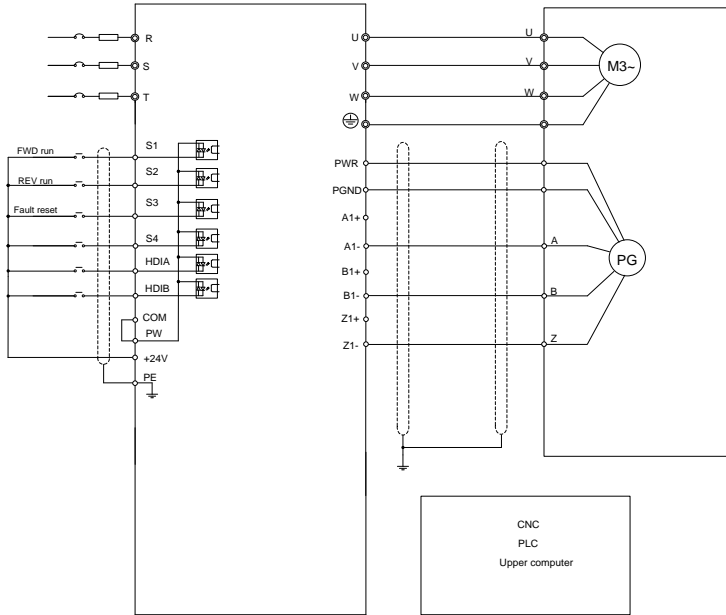 R
S
T
U
V
W
U
V
W
M3~
FWD run
REV run
Fault reset
S1
S2
S3
S4
HDIA
HDIB
COM
PW
+24V
PE
PWR
PGND
A1+
A1-
B1+
B1-
Z1+
Z1-
A
B
Z
PG
CNC
PLC
Upper computer